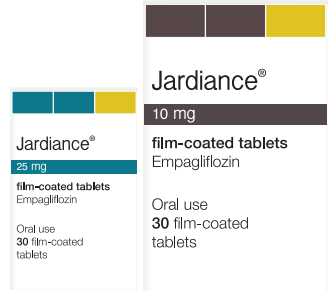 Jardiance®
25 mg
film-coated tablets
Empagliflozin
Oral use
30 film-coated
tablets
Jardiance®
10 mg
film-coated tablets
Empagliflozin
Oral use
30 film-coated
tablets